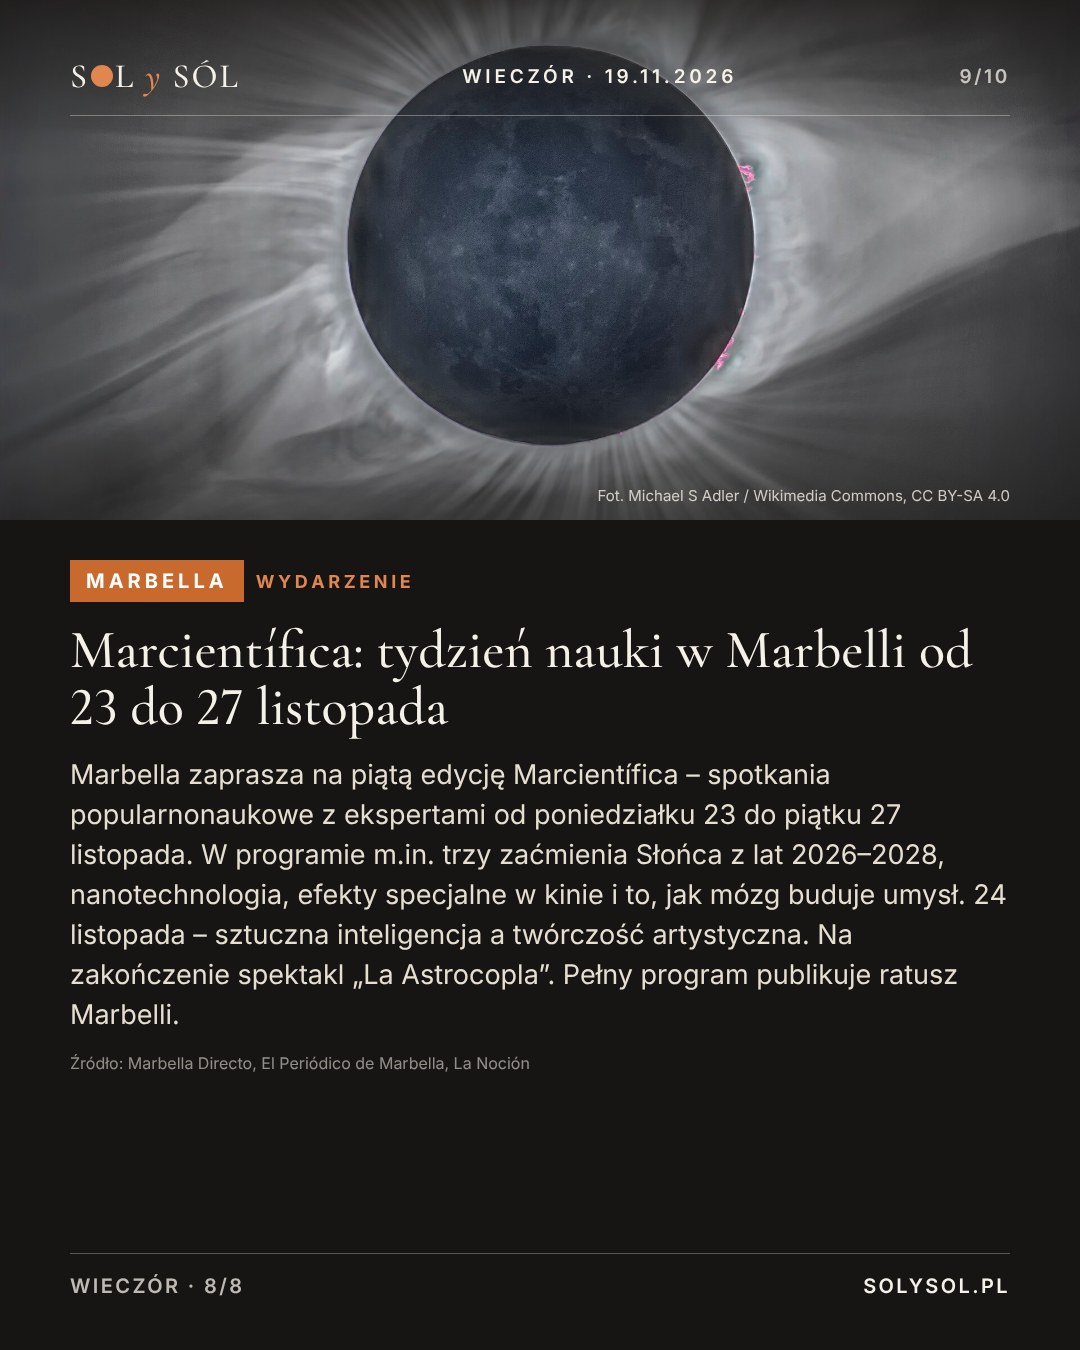 SOL y SÓL
WIECZÓR · 19.11.2026
9/10
Fot. Michael S Adler / Wikimedia Commons, CC BY-SA 4.0
MARBELLA WYDARZENIE
Marcientífica: tydzień nauki w Marbelli od
23 do 27 listopada
Marbella zaprasza na piątą edycję Marcientífica – spotkania
popularnonaukowe z ekspertami od poniedziałku 23 do piątku 27
listopada. W programie m.in. trzy zaćmienia Słońca z lat 2026–2028,
nanotechnologia, efekty specjalne w kinie i to, jak mózg buduje umysł. 24
listopada – sztuczna inteligencja a twórczość artystyczna. Na
zakończenie spektakl „La Astrocopla”. Pełny program publikuje ratusz
Marbelli.
Źródło: Marbella Directo, El Periódico de Marbella, La Noción
WIECZÓR · 8/8
SOLYSOL.PL